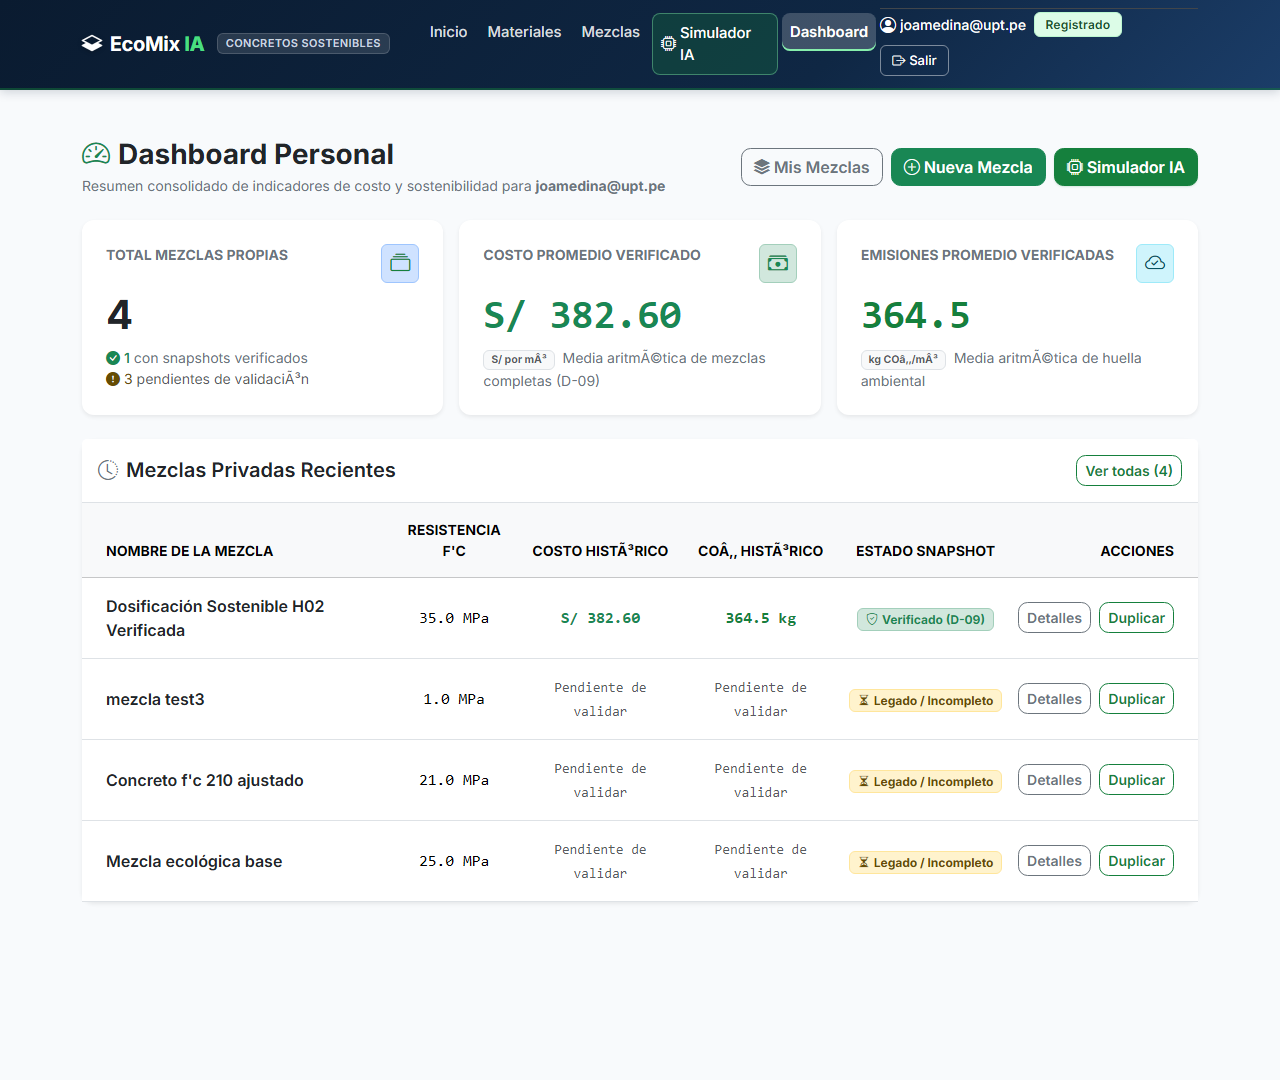 EcoMix IA
CONCRETOS SOSTENIBLES
Inicio
Materiales
Mezclas
Simulador
IA
Dashboard
joamedina@upt.pe
Registrado
Salir
Dashboard Personal
Resumen consolidado de indicadores de costo y sostenibilidad para joamedina@upt.pe
Mis Mezclas
Nueva Mezcla
Simulador IA
TOTAL MEZCLAS PROPIAS
4
1 con snapshots verificados
3 pendientes de validaciÃ³n
COSTO PROMEDIO VERIFICADO
S/ 382.60
S/ por mÂ³ Media aritmÃ©tica de mezclas
completas (D-09)
EMISIONES PROMEDIO VERIFICADAS
364.5
kg COâ‚‚/mÂ³ Media aritmÃ©tica de huella
ambiental
Mezclas Privadas Recientes
Ver todas (4)
NOMBRE DE LA MEZCLA
RESISTENCIA
F'C
COSTO HISTÃ³RICO
COÂ‚‚ HISTÃ³RICO
ESTADO SNAPSHOT
ACCIONES
Dosificación Sostenible H02
Verificada
35.0 MPa
S/ 382.60
364.5 kg
Verificado (D-09)
Detalles
Duplicar
mezcla test3
1.0 MPa
Pendiente de
validar
Pendiente de
validar
Legado / Incompleto
Detalles
Duplicar
Concreto f'c 210 ajustado
21.0 MPa
Pendiente de
validar
Pendiente de
validar
Legado / Incompleto
Detalles
Duplicar
Mezcla ecológica base
25.0 MPa
Pendiente de
validar
Pendiente de
validar
Legado / Incompleto
Detalles
Duplicar